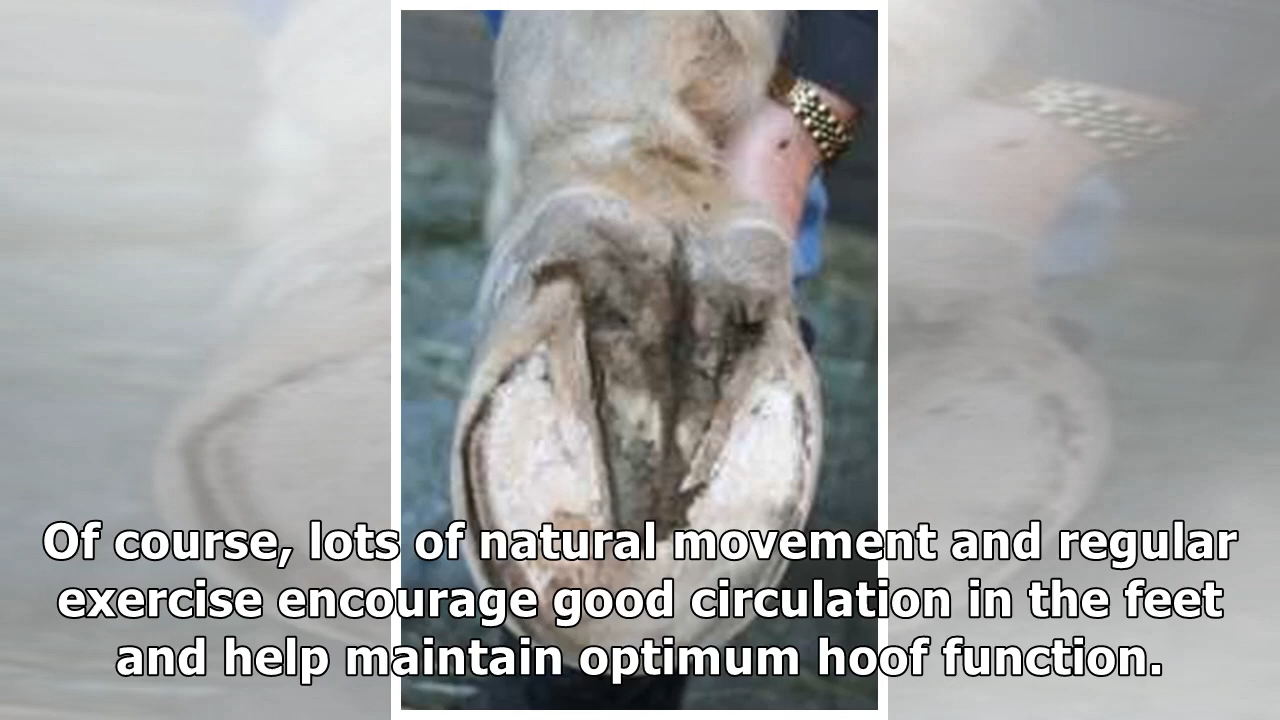 Of course, lots of natural movement and regular
exercise encourage good circulation in the feet
and help maintain optimum hoof function.